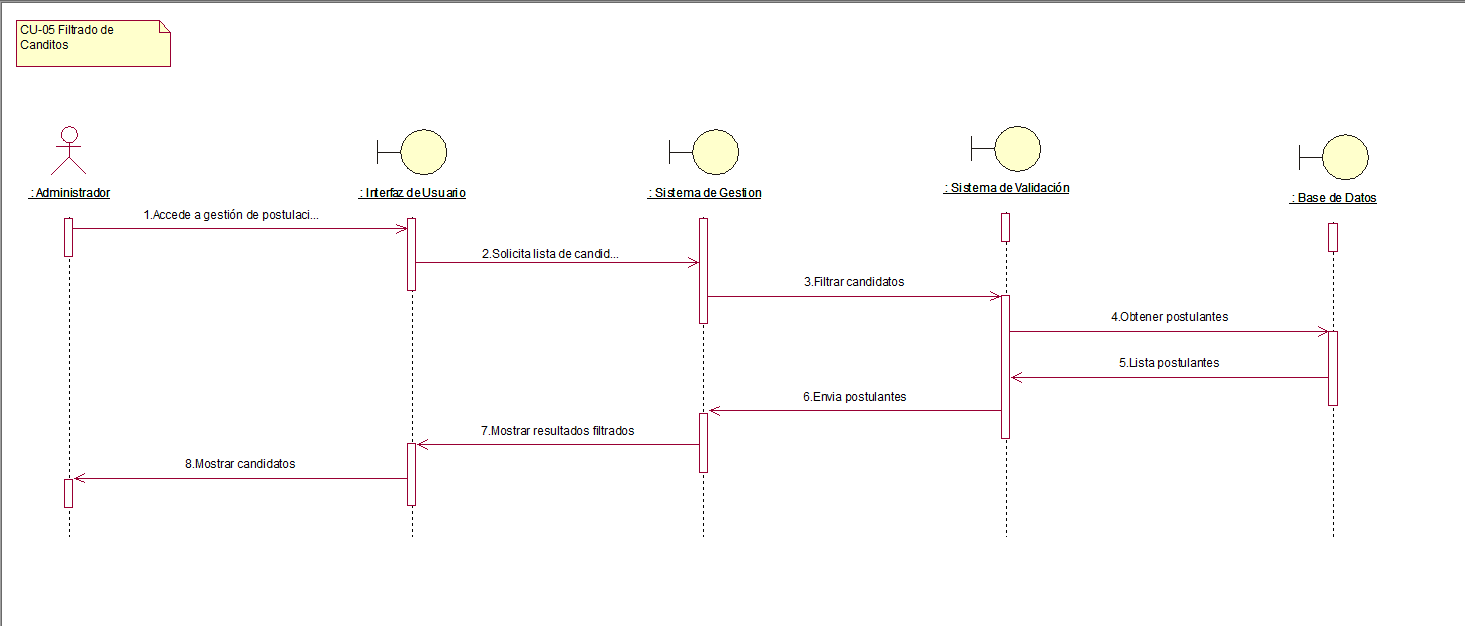 CU-05 Filtrado de
Canditos
: Administrador
: Interfaz de Usuario
: Sistema de Gestion
: Sistema de Validación
: Base de Datos
1.Accede a gestión de postulaci...
2.Solicita lista de candid...
3.Filtrar candidatos
4.Obtener postulantes
5.Lista postulantes
6.Envia postulantes
7.Mostrar resultados filtrados
8.Mostrar candidatos